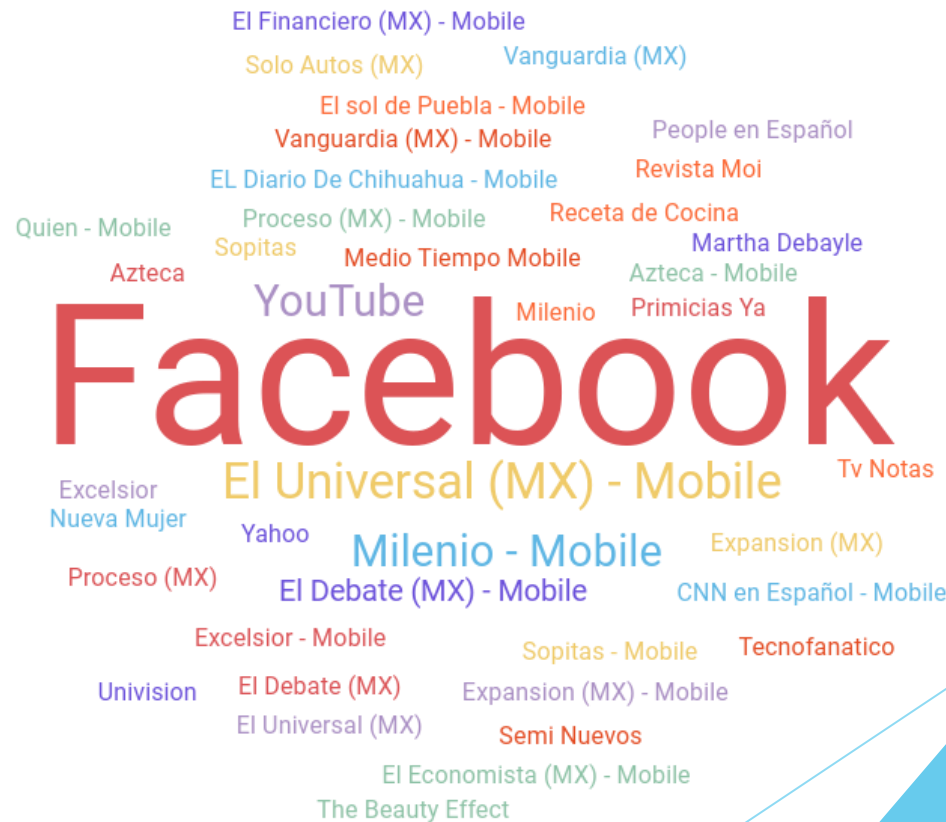 El Financiero (MX) - Mobile
Solo Autos (MX)
Vanguardia (MX)
El sol de Puebla - Mobile
Vanguardia (MX) - Mobile
People en Español
EL Diario De Chihuahua - Mobile
Revista Moi
Quien - Mobile
Proceso (MX) - Mobile
Receta de Cocina
Sopitas
Medio Tiempo Mobile
Martha Debayle
Azteca
Azteca - Mobile
YouTube
Milenio
Primicias Ya
Facebook
El Universal (MX) - Mobile
Tv Notas
Excelsior
Nueva Mujer
Yahoo
Milenio - Mobile
Expansion (MX)
Proceso (MX)
El Debate (MX) - Mobile
CNN en Español - Mobile
Excelsior - Mobile
Sopitas - Mobile
Tecnofanatico
Univision
El Debate (MX)
Expansion (MX) - Mobile
El Universal (MX)
Semi Nuevos
El Economista (MX) - Mobile
The Beauty Effect